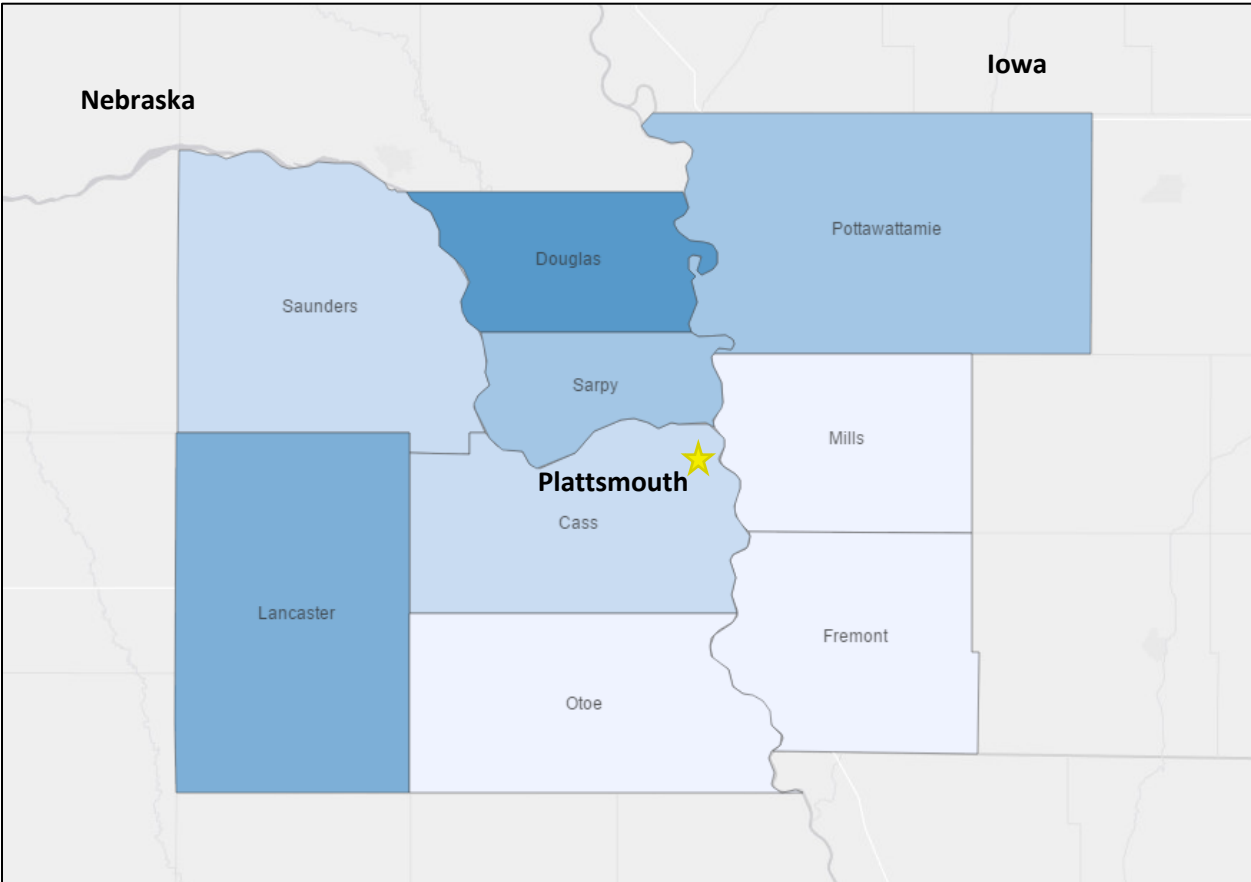 Iowa
Nebraska
Pottawattamie
Douglas
Saunders
Sarpy
Mills
Plattsmouth
Cass
Lancaster
Fremont
Otoe